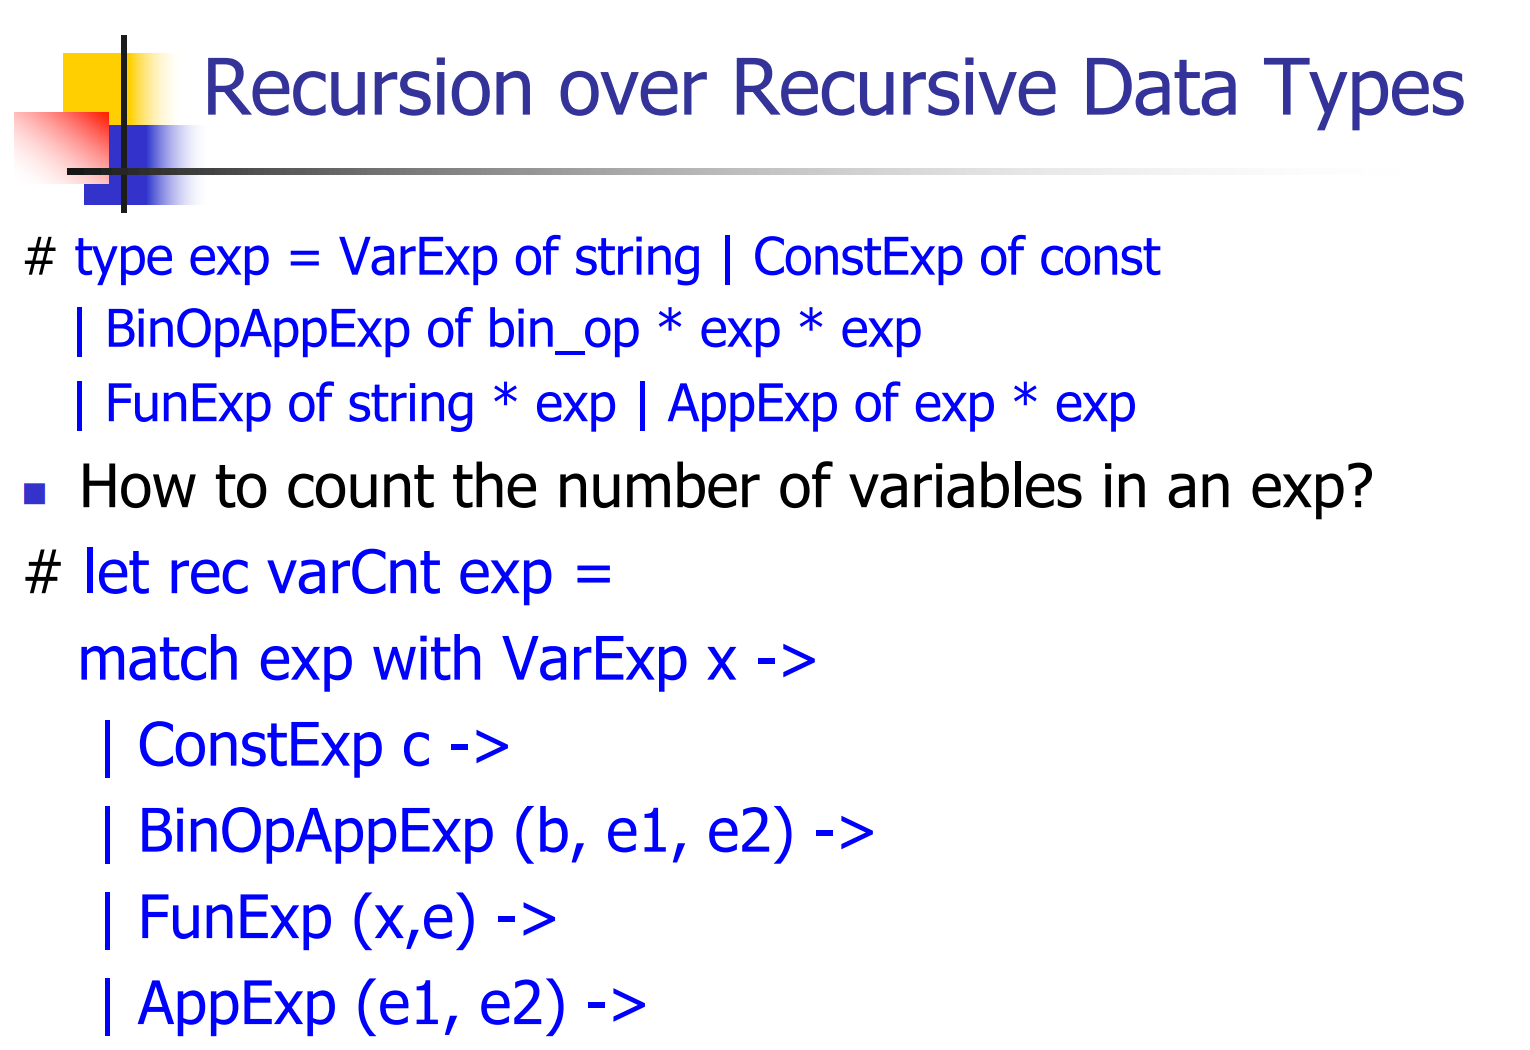 Recursion over Recursive Data Types
# type exp = VarExp of string | ConstExp of const
| BinOpAppExp of bin_op * exp * exp
| FunExp of string * exp | AppExp of exp * exp
■ How to count the number of variables in an exp?
# let rec varCnt exp =
match exp with VarExp x ->
| ConstExp c ->
| BinOpAppExp (b, e1, e2) ->
| FunExp (x,e) ->
| AppExp (e1, e2) ->